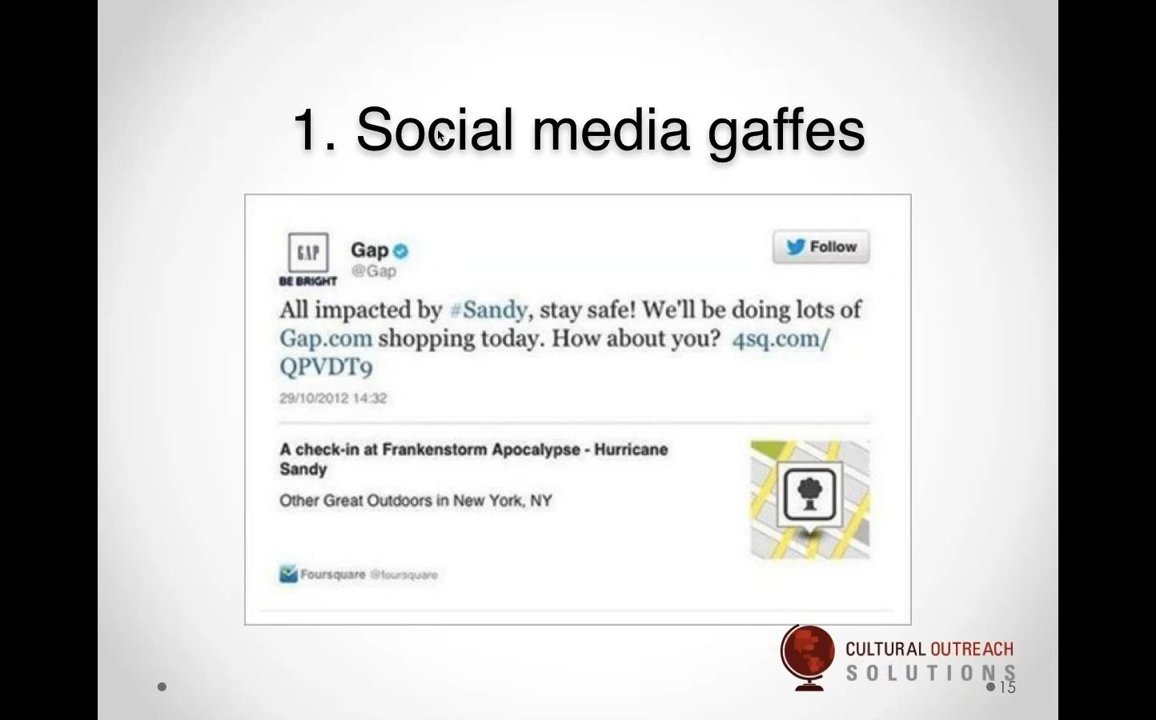 1. Social media gaffes
GAP
BE BRIGHT
Gap
@Gap
Follow
All impacted by #Sandy, stay safe! We'll be doing lots of
Gap.com shopping today. How about you? 4sq.com/
QPVDT9
29/10/2012 14:32
A check-in at Frankenstorm Apocalypse - Hurricane
Sandy
Other Great Outdoors in New York, NY
Foursquare @foursquare
CULTURAL OUTREACH
SOLUTIONS
15